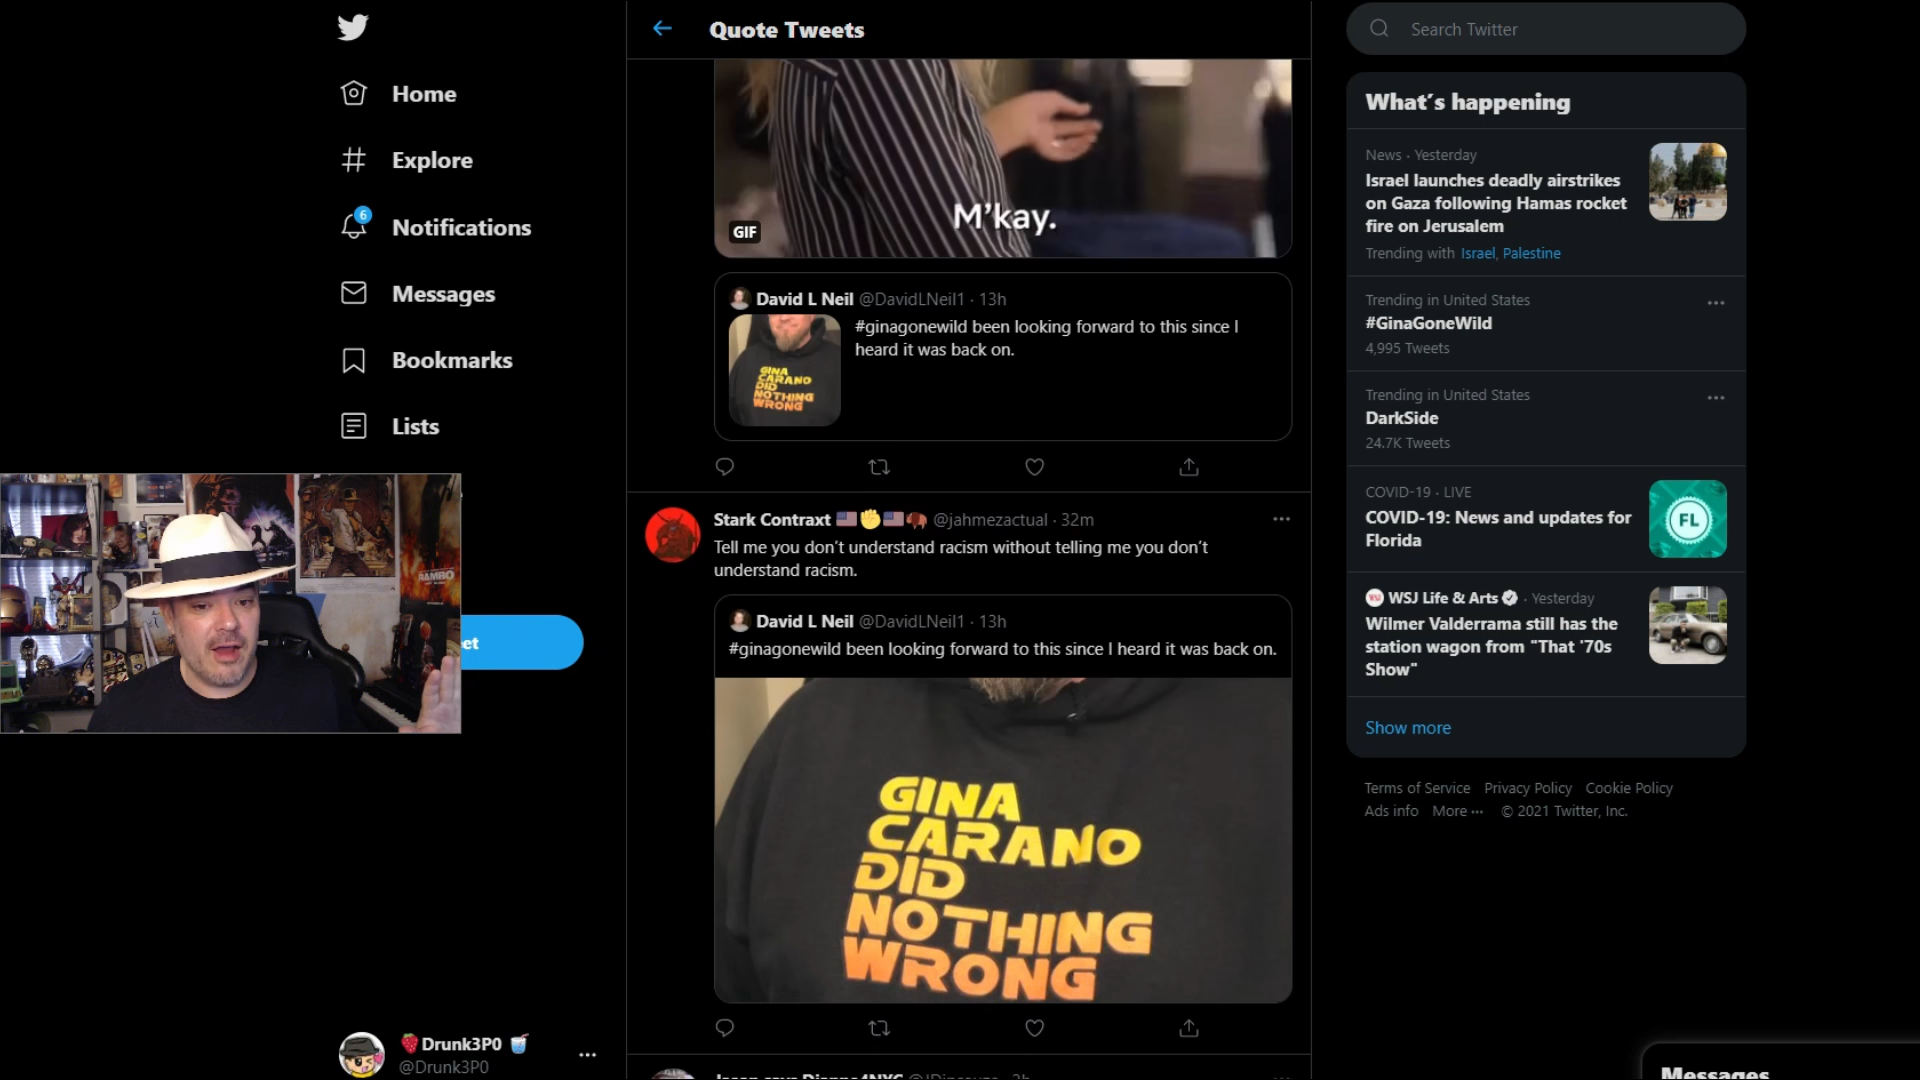 Home
Explore
6
Notifications
Messages
Bookmarks
Lists
RAMBO
et
Drunk3P0
@Drunk3P0
Quote Tweets
M'kay.
GIF
David L Neil @DavidLNeil1 · 13h
#ginagonewild been looking forward to this since I
heard it was back on.
GINA
CARANO
DID
NOTHING
WRONG
Stark Contraxt @jahmezactual · 32m
Tell me you don't understand racism without telling me you don't
understand racism.
David L Neil @DavidLNeil1 · 13h
#ginagonewild been looking forward to this since I heard it was back on.
GINA
CARANO
DID
NOTHING
WRONG
Search Twitter
What's happening
News · Yesterday
Israel launches deadly airstrikes
on Gaza following Hamas rocket
fire on Jerusalem
Trending with Israel, Palestine
Trending in United States
#GinaGoneWild
4,995 Tweets
Trending in United States
DarkSide
24.7K Tweets
COVID-19 · LIVE
COVID-19: News and updates for
Florida
FL
WSJ Life & Arts · Yesterday
Wilmer Valderrama still has the
station wagon from "That '70s
Show"
Show more
Terms of Service Privacy Policy Cookie Policy
Ads info More ··· © 2021 Twitter, Inc.
Messages